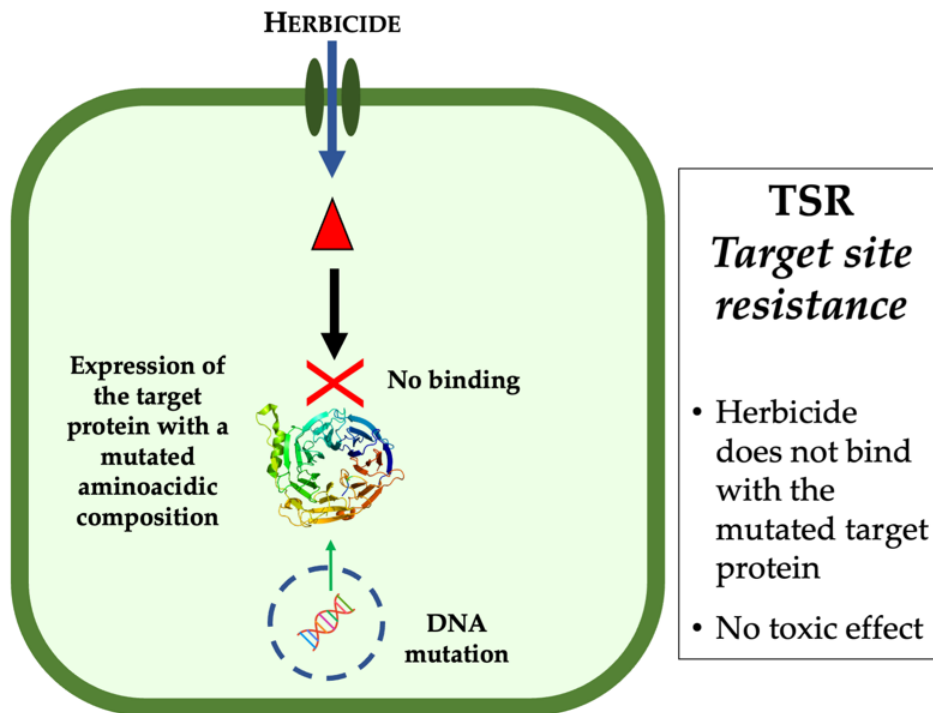 HERBICIDE
Expression of
the target
protein with a
mutated
aminoacidic
composition
No binding
DNA
mutation
TSR
Target site
resistance
• Herbicide
does not bind
with the
mutated target
protein
• No toxic effect